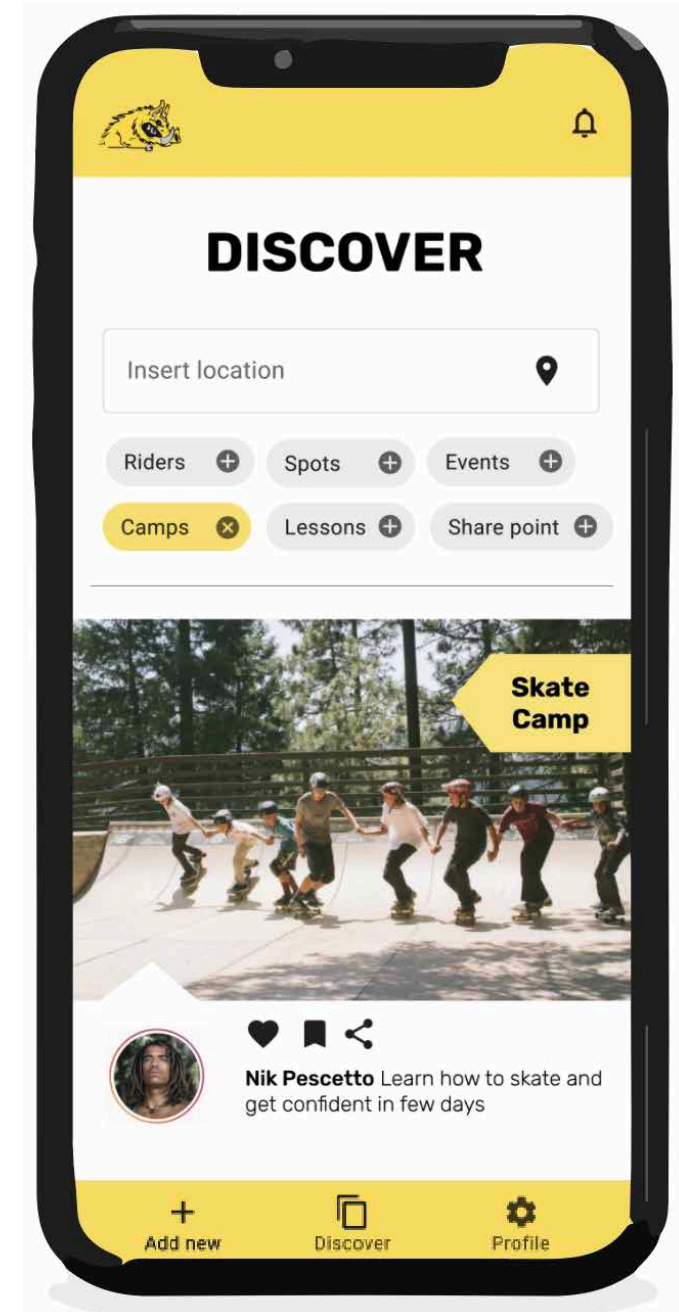 DISCOVER
Insert location
Riders
Spots
Events
Camps
Lessons
Share point
Skate
Camp
Nik Pescetto Learn how to skate and
get confident in few days
Add new
Discover
Profile